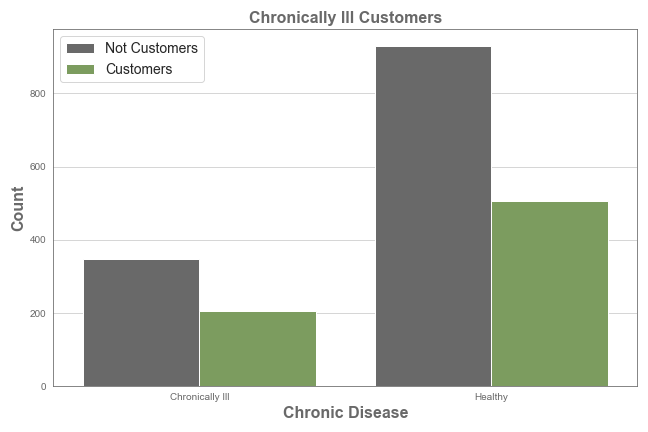 Chronically Ill Customers
Not Customers
Customers
800
600
400
200
0
Count
Chronically Ill
Healthy
Chronic Disease